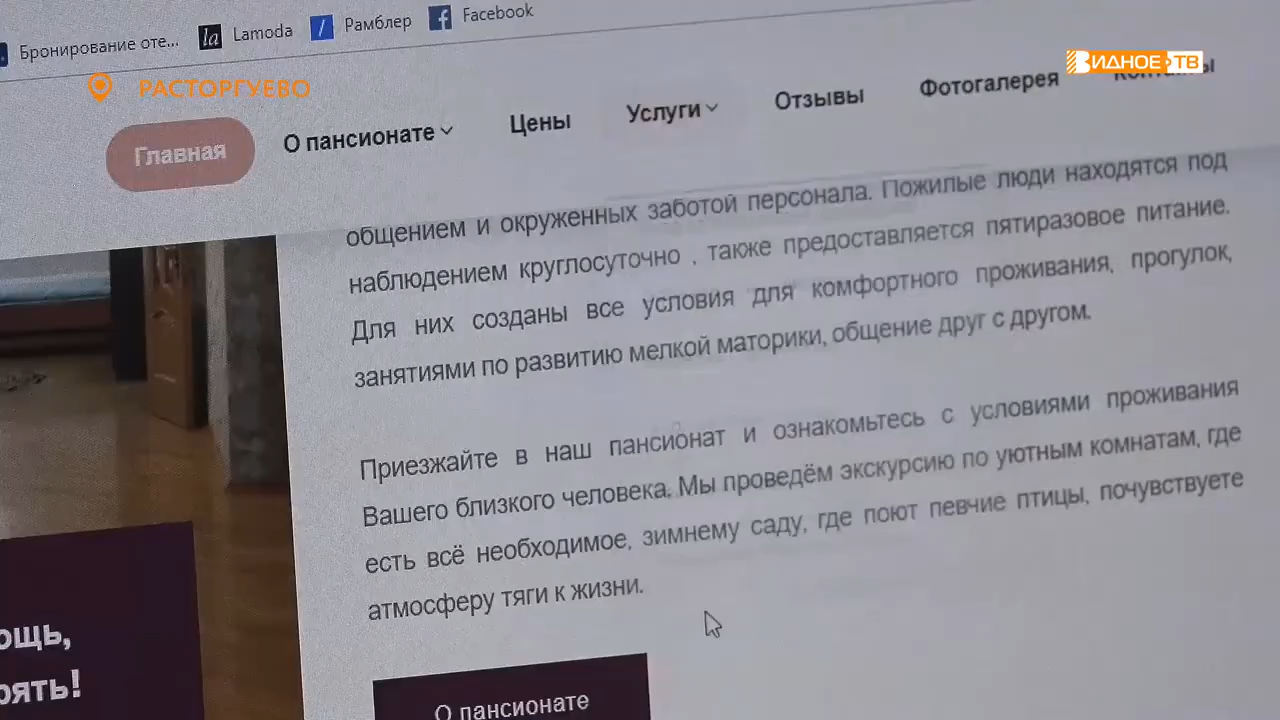 Бронирование оте...
Lamoda
Рамблер
Facebook
ВИДНОЕ ТВ
РАСТОРГУЕВО
Главная
О пансионате
Цены
Услуги
Отзывы
Фотогалерея
общением и окруженных заботой персонала. Пожилые люди находятся под
наблюдением круглосуточно , также предоставляется пятиразовое питание.
Для них созданы все условия для комфортного проживания, прогулок,
занятиями по развитию мелкой маторики, общение друг с другом.
Приезжайте в наш пансионат и ознакомьтесь с условиями проживания
Вашего близкого человека. Мы проведём экскурсию по уютным комнатам, где
есть всё необходимое, зимнему саду, где поют певчие птицы, почувствуете
атмосферу тяги к жизни.
ощь,
рять!
О пансионате